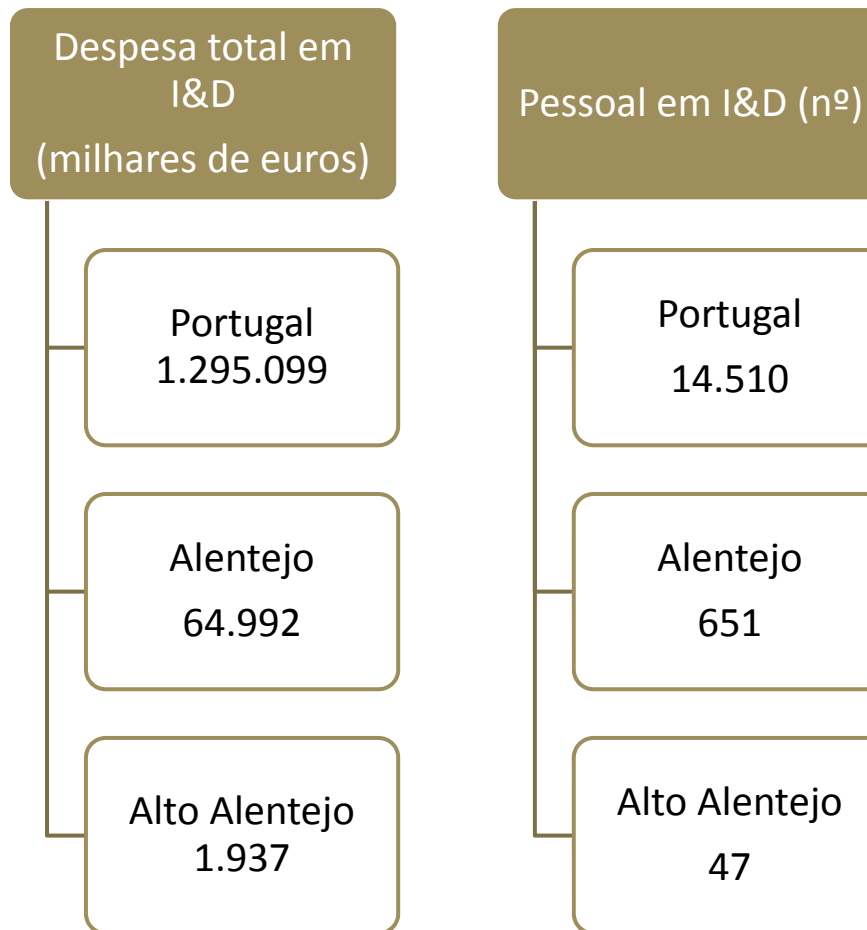 Despesa total em
I&D
(milhares de euros)
Portugal
1.295.099
Alentejo
64.992
Alto Alentejo
1.937
Pessoal em I&D (nº)
Portugal
14.510
Alentejo
651
Alto Alentejo
47